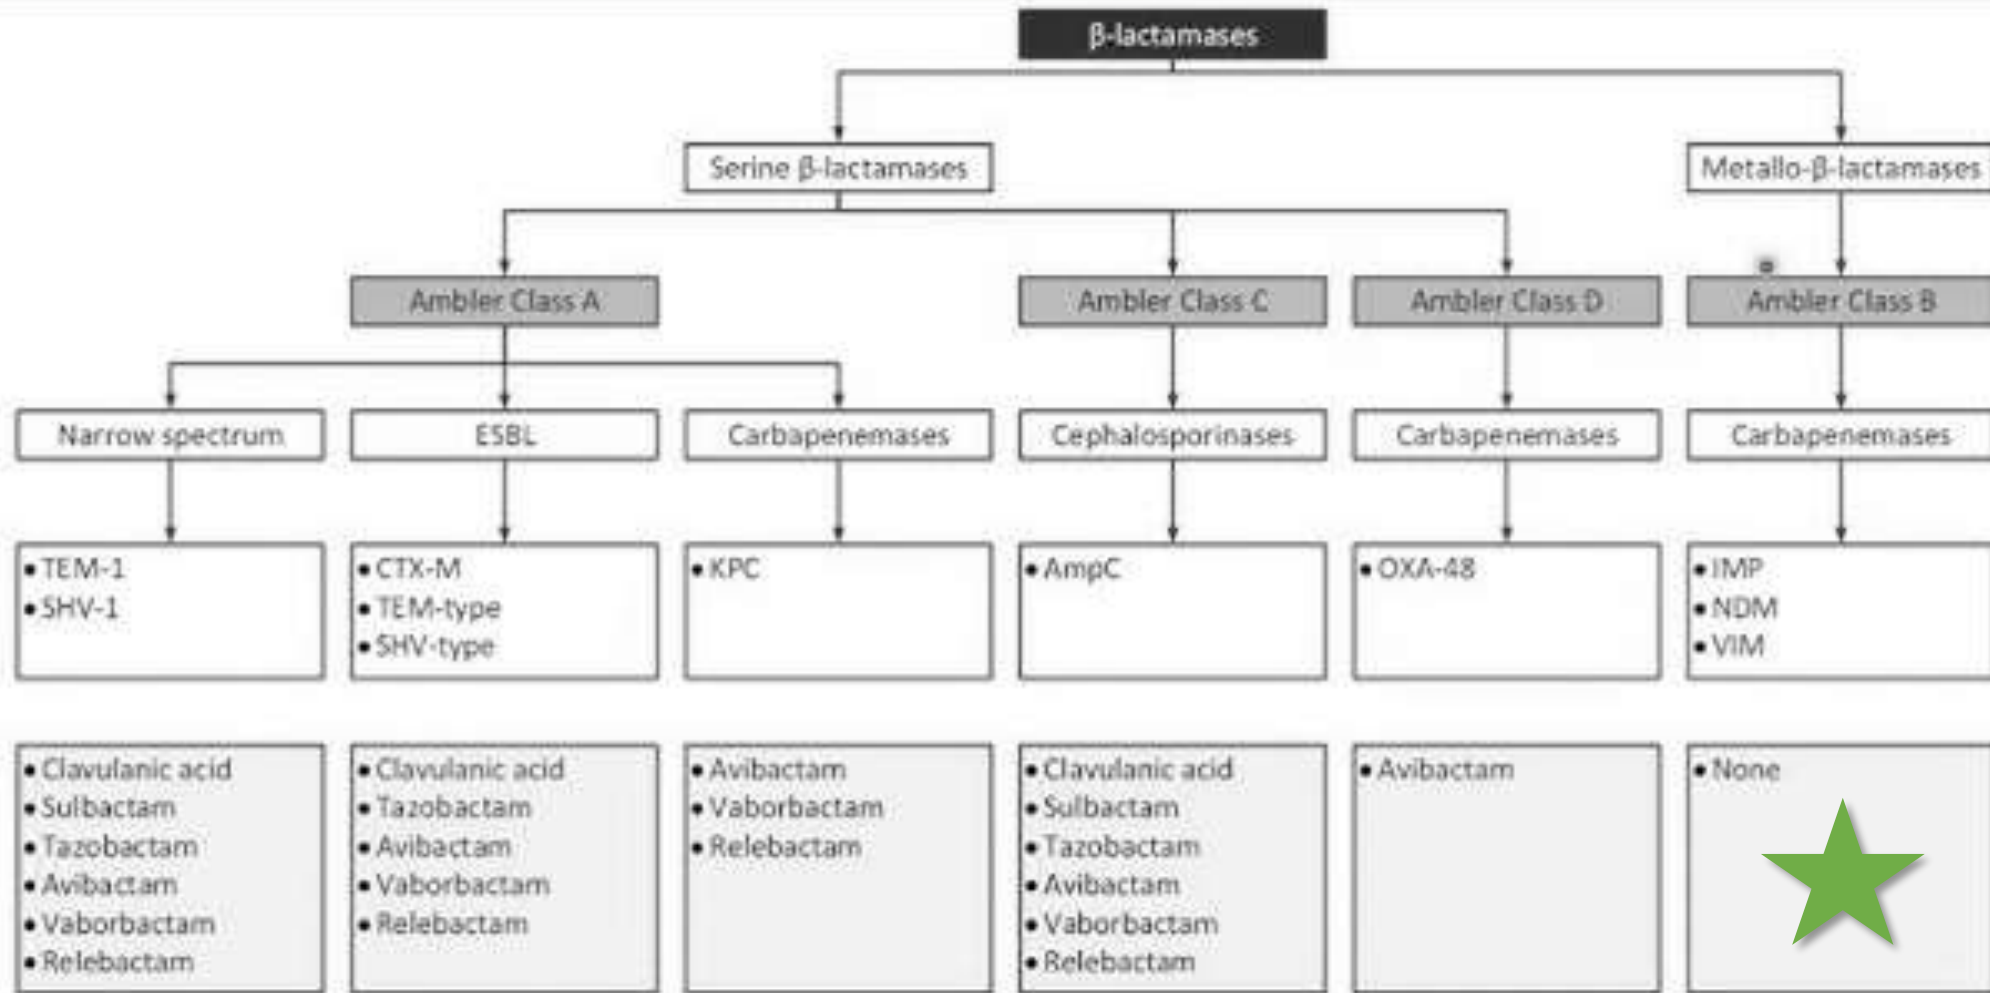 β-lactamases
Serine β-lactamases
Metallo-β-lactamases
Ambler Class A
Ambler Class C
Ambler Class D
Ambler Class B
Narrow spectrum
ESBL
Carbapenemases
Cephalosporinases
Carbapenemases
Carbapenemases
• TEM-1
• SHV-1
• CTX-M
• TEM-type
• SHV-type
• KPC
• AmpC
• OXA-48
• IMP
• NDM
• VIM
• Clavulanic acid
• Sulbactam
• Tazobactam
• Avibactam
• Vaborbactam
• Relebactam
• Clavulanic acid
• Tazobactam
• Avibactam
• Vaborbactam
• Relebactam
• Avibactam
• Vaborbactam
• Relebactam
• Clavulanic acid
• Sulbactam
• Tazobactam
• Avibactam
• Vaborbactam
• Relebactam
• Avibactam
• None